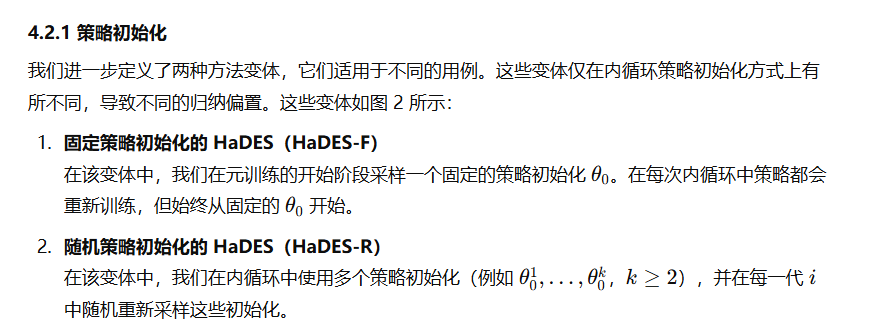 4.2.1 策略初始化
我们进一步定义了两种方法变体，它们适用于不同的用例。这些变体仅在内循环策略初始化方式上有
所不同，导致不同的归纳偏置。这些变体如图 2 所示：
1. 固定策略初始化的 HaDES（HaDES-F）
在该变体中，我们在元训练的开始阶段采样一个固定的策略初始化 θ₀。在每次内循环中策略都会
重新训练，但始终从固定的 θ₀ 开始。
2. 随机策略初始化的 HaDES（HaDES-R）
在该变体中，我们在内循环中使用多个策略初始化（例如 θ₀¹, . . . , θ₀ᵏ，k ≥ 2），并在每一代 i
中随机重新采样这些初始化。